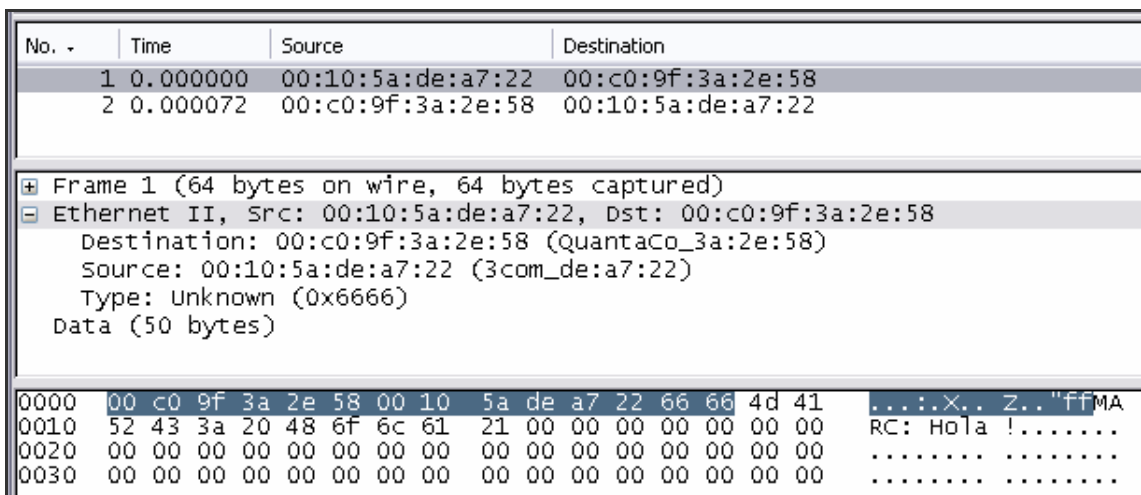 No. Time Source Destination
1 0.000000 00:10:5a:de:a7:22 00:c0:9f:3a:2e:58
2 0.000072 00:c0:9f:3a:2e:58 00:10:5a:de:a7:22
Frame 1 (64 bytes on wire, 64 bytes captured)
Ethernet II, Src: 00:10:5a:de:a7:22, Dst: 00:c0:9f:3a:2e:58
Destination: 00:c0:9f:3a:2e:58 (QuantaCo_3a:2e:58)
Source: 00:10:5a:de:a7:22 (3com_de:a7:22)
Type: Unknown (0x6666)
Data (50 bytes)
0000 00 c0 9f 3a 2e 58 00 10 5a de a7 22 66 66 4d 41 ...:.X.. Z.."ffMA
0010 52 43 3a 20 48 6f 6c 61 21 00 00 00 00 00 00 00 RC: Hola !.......
0020 00 00 00 00 00 00 00 00 00 00 00 00 00 00 00 00 ........ ........
0030 00 00 00 00 00 00 00 00 00 00 00 00 00 00 00 00 ........ ........